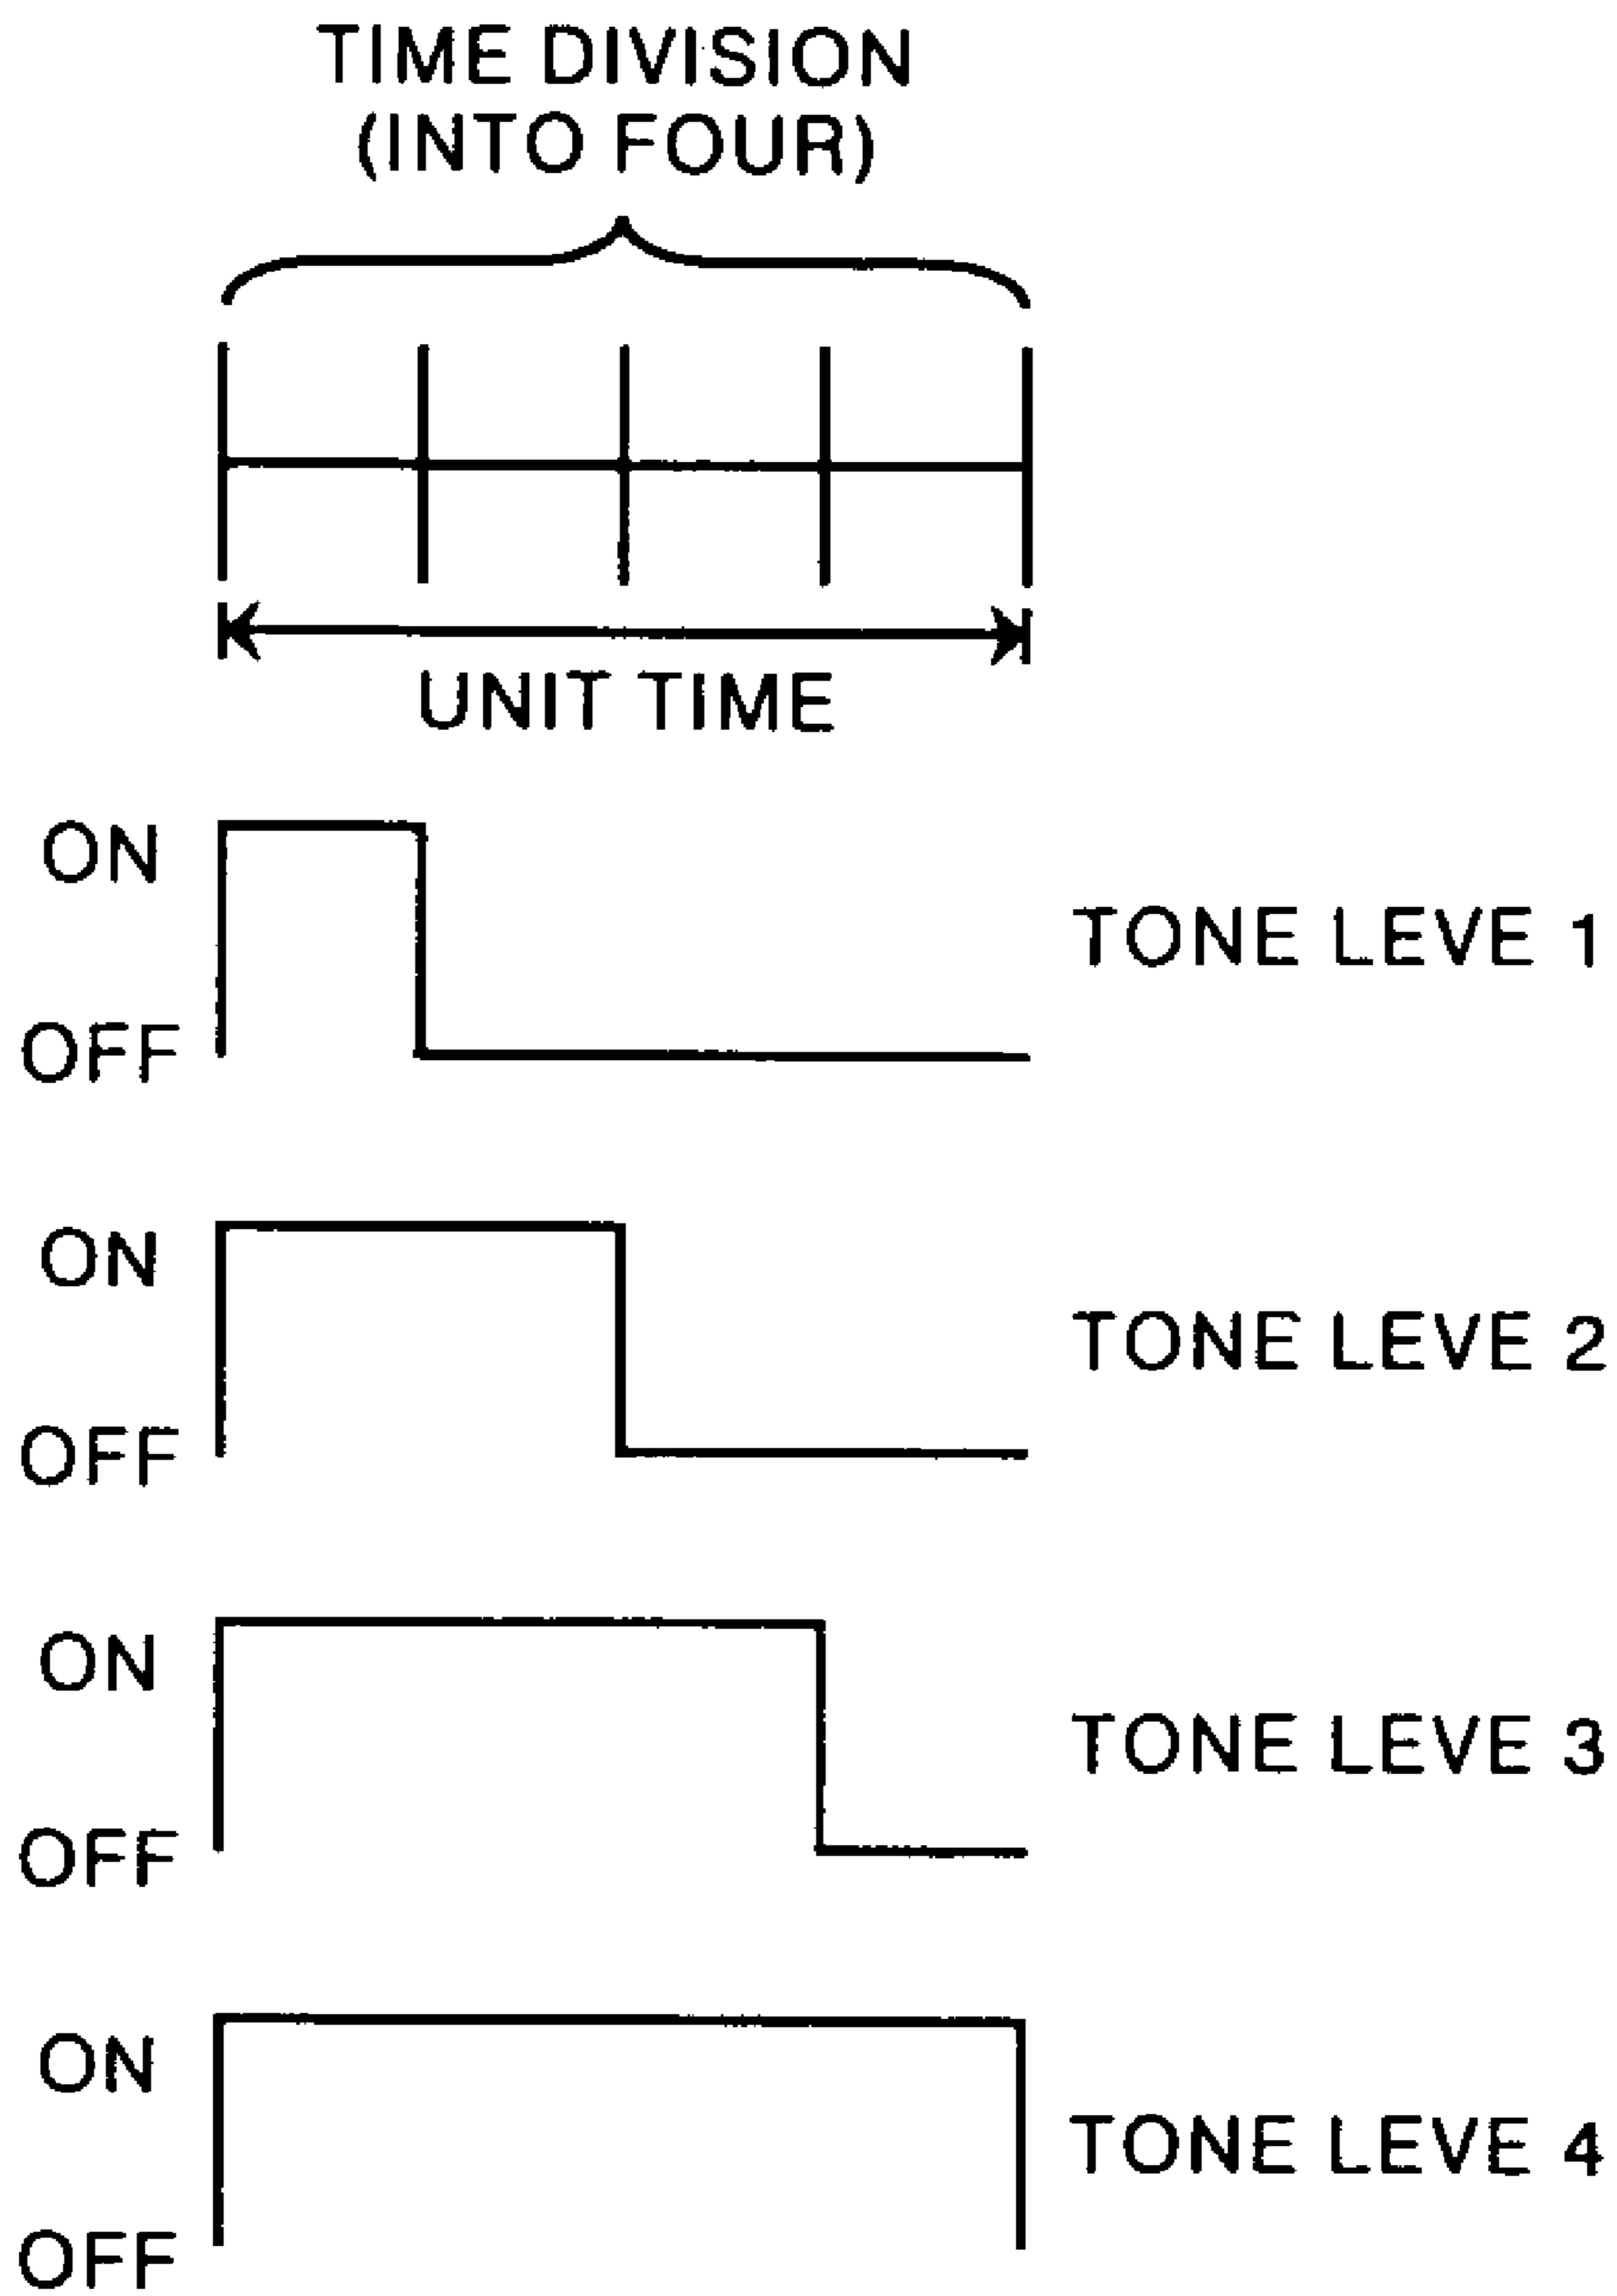 TIME DIVISION
(INTO FOUR)
UNIT TIME
ON
TONE LEVE 1
OFF
ON
TONE LEVE 2
OFF
ON
TONE LEVE 3
OFF
ON
TONE LEVE 4
OFF